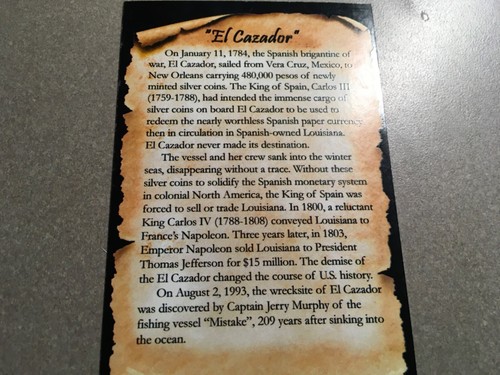 "El Cazador"
On January 11, 1784, the Spanish brigantine of
war, El Cazador, sailed from Vera Cruz, Mexico, to
New Orleans carrying 480,000 pesos of newly
minted silver coins. The King of Spain, Carlos III
(1759-1788), had intended the immense cargo of
silver coins on board El Cazador to be used to
redeem the nearly worthless Spanish paper currency
then in circulation in Spanish-owned Louisiana.
El Cazador never made its destination.
The vessel and her crew sank into the winter
seas, disappearing without a trace. Without these
silver coins to solidify the Spanish monetary system
in colonial North America, the King of Spain was
forced to sell or trade Louisiana. In 1800, a reluctant
King Carlos IV (1788-1808) conveyed Louisiana to
France's Napoleon. Three years later, in 1803,
Emperor Napoleon sold Louisiana to President
Thomas Jefferson for $15 million. The demise of
the El Cazador changed the course of U.S. history.
On August 2, 1993, the wrecksite of El Cazador
was discovered by Captain Jerry Murphy of the
fishing vessel "Mistake", 209 years after sinking into
the ocean.